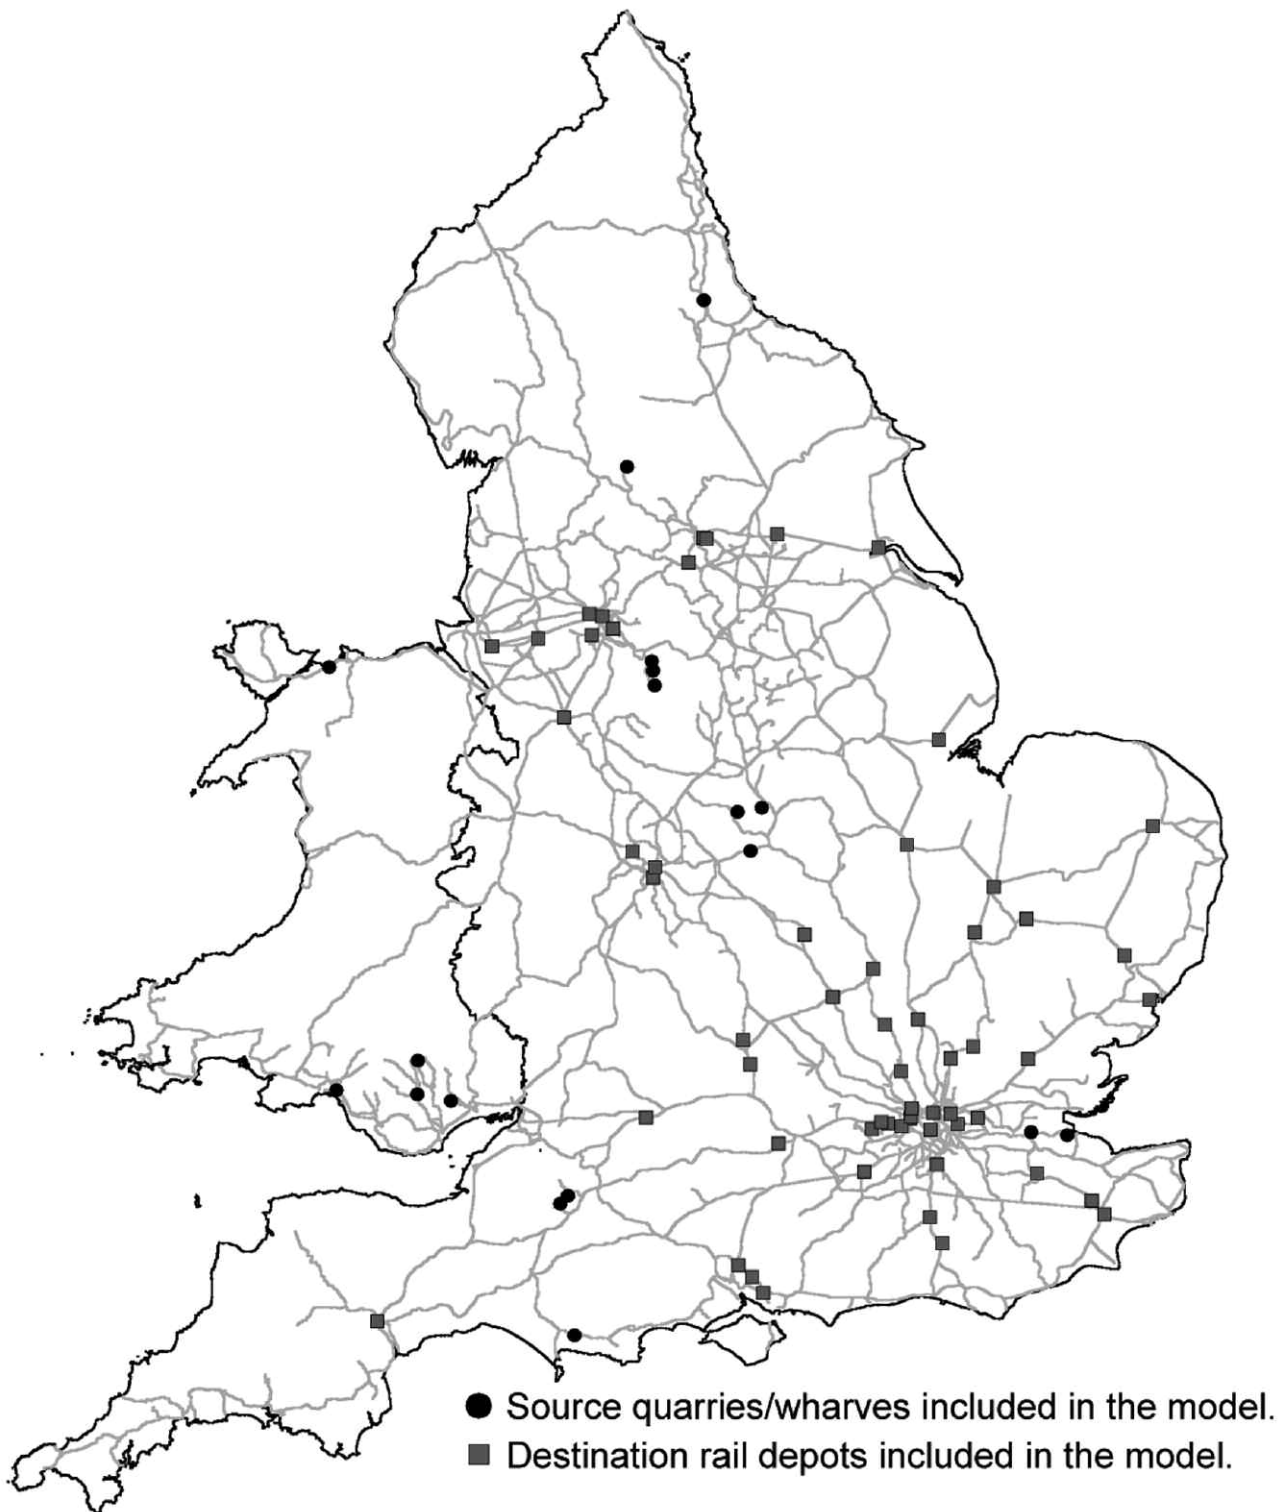 Source quarries/wharves included in the model.
Destination rail depots included in the model.